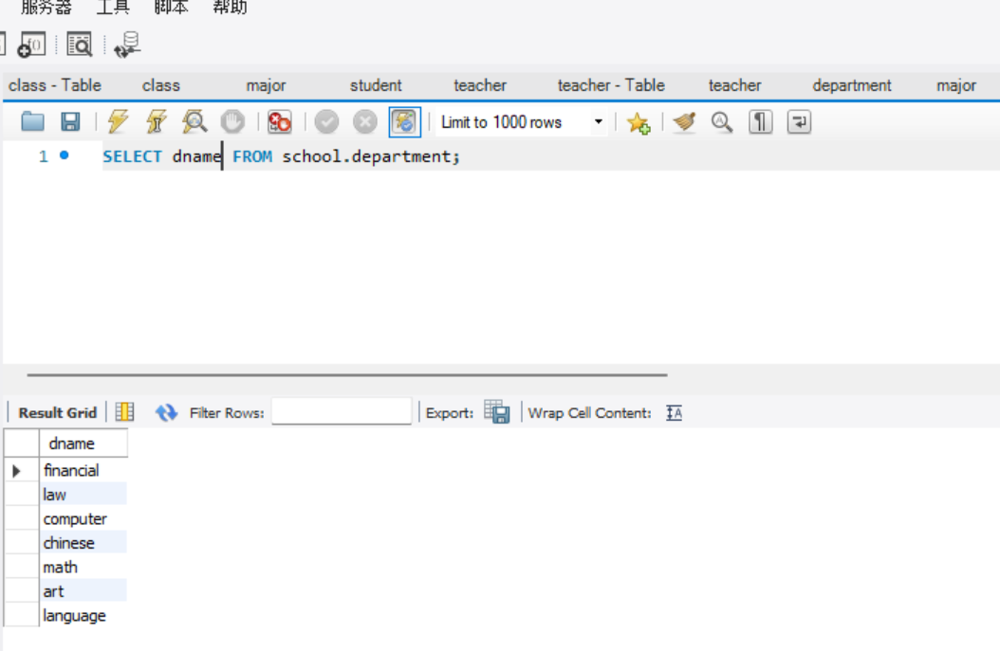 服务器 工具 脚本 帮助
class - Table class major student teacher teacher - Table teacher department major
Limit to 1000 rows
1 SELECT dname FROM school.department;
Result Grid Filter Rows: Export: Wrap Cell Content: IA
dname
financial
law
computer
chinese
math
art
language